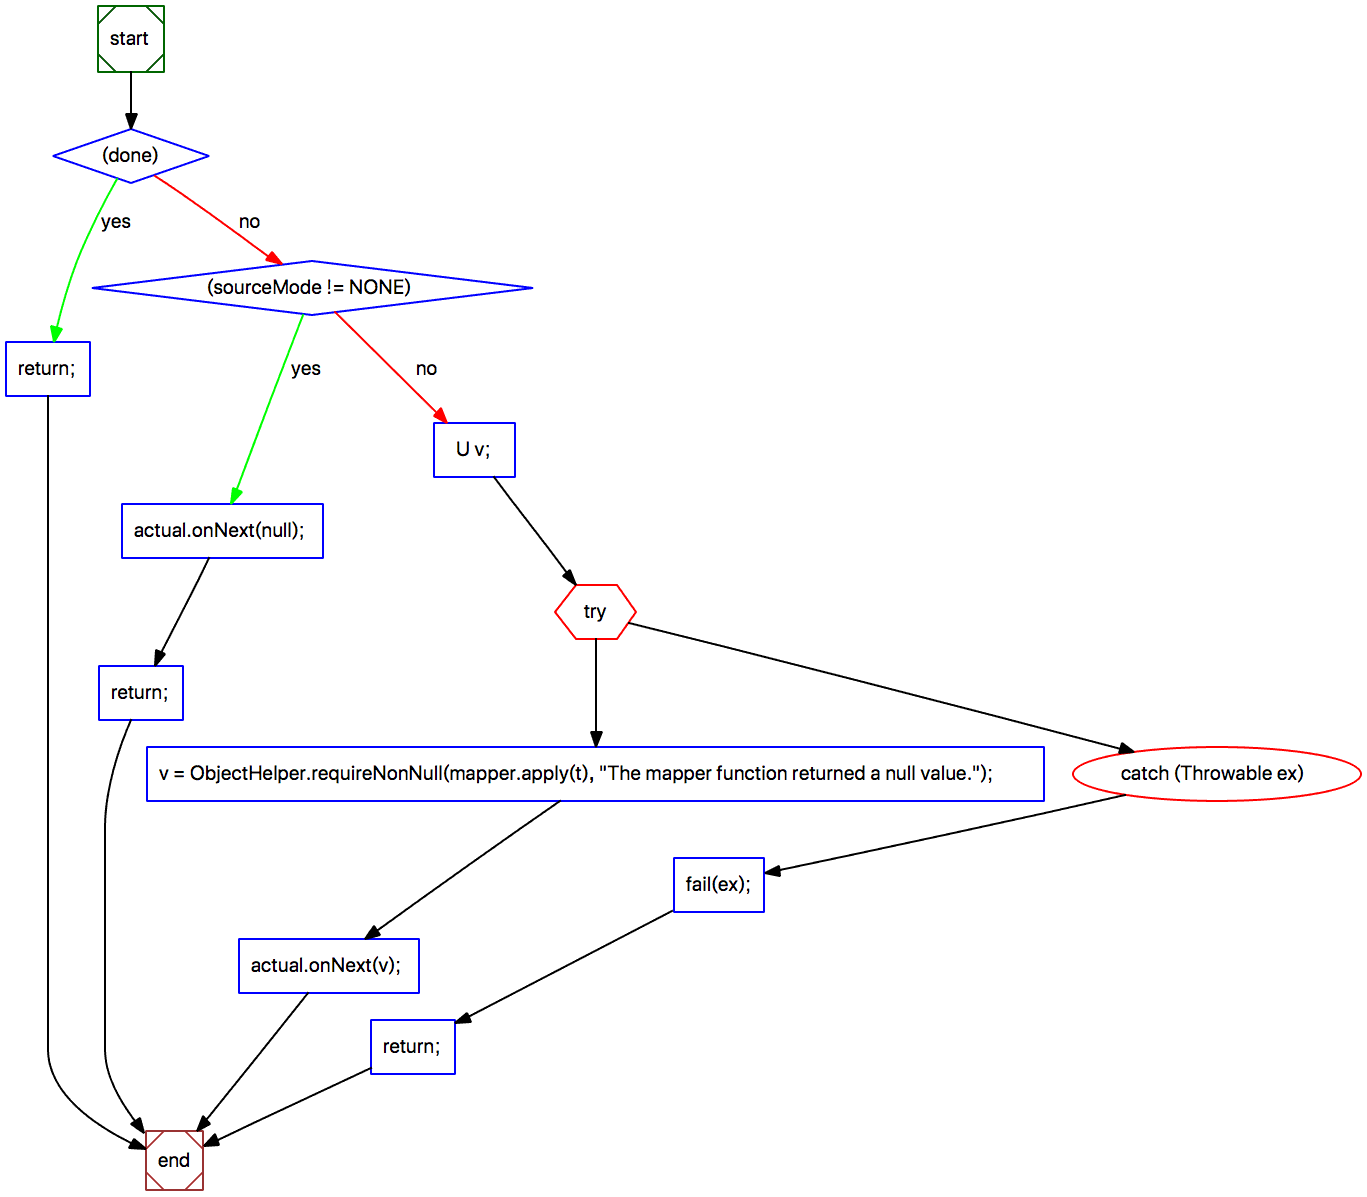 start
(done)
yes
no
(sourceMode != NONE)
return;
yes
no
U v;
actual.onNext(null);
try
return;
v = ObjectHelper.requireNonNull(mapper.apply(t), "The mapper function returned a null value.");
catch (Throwable ex)
fail(ex);
actual.onNext(v);
return;
end